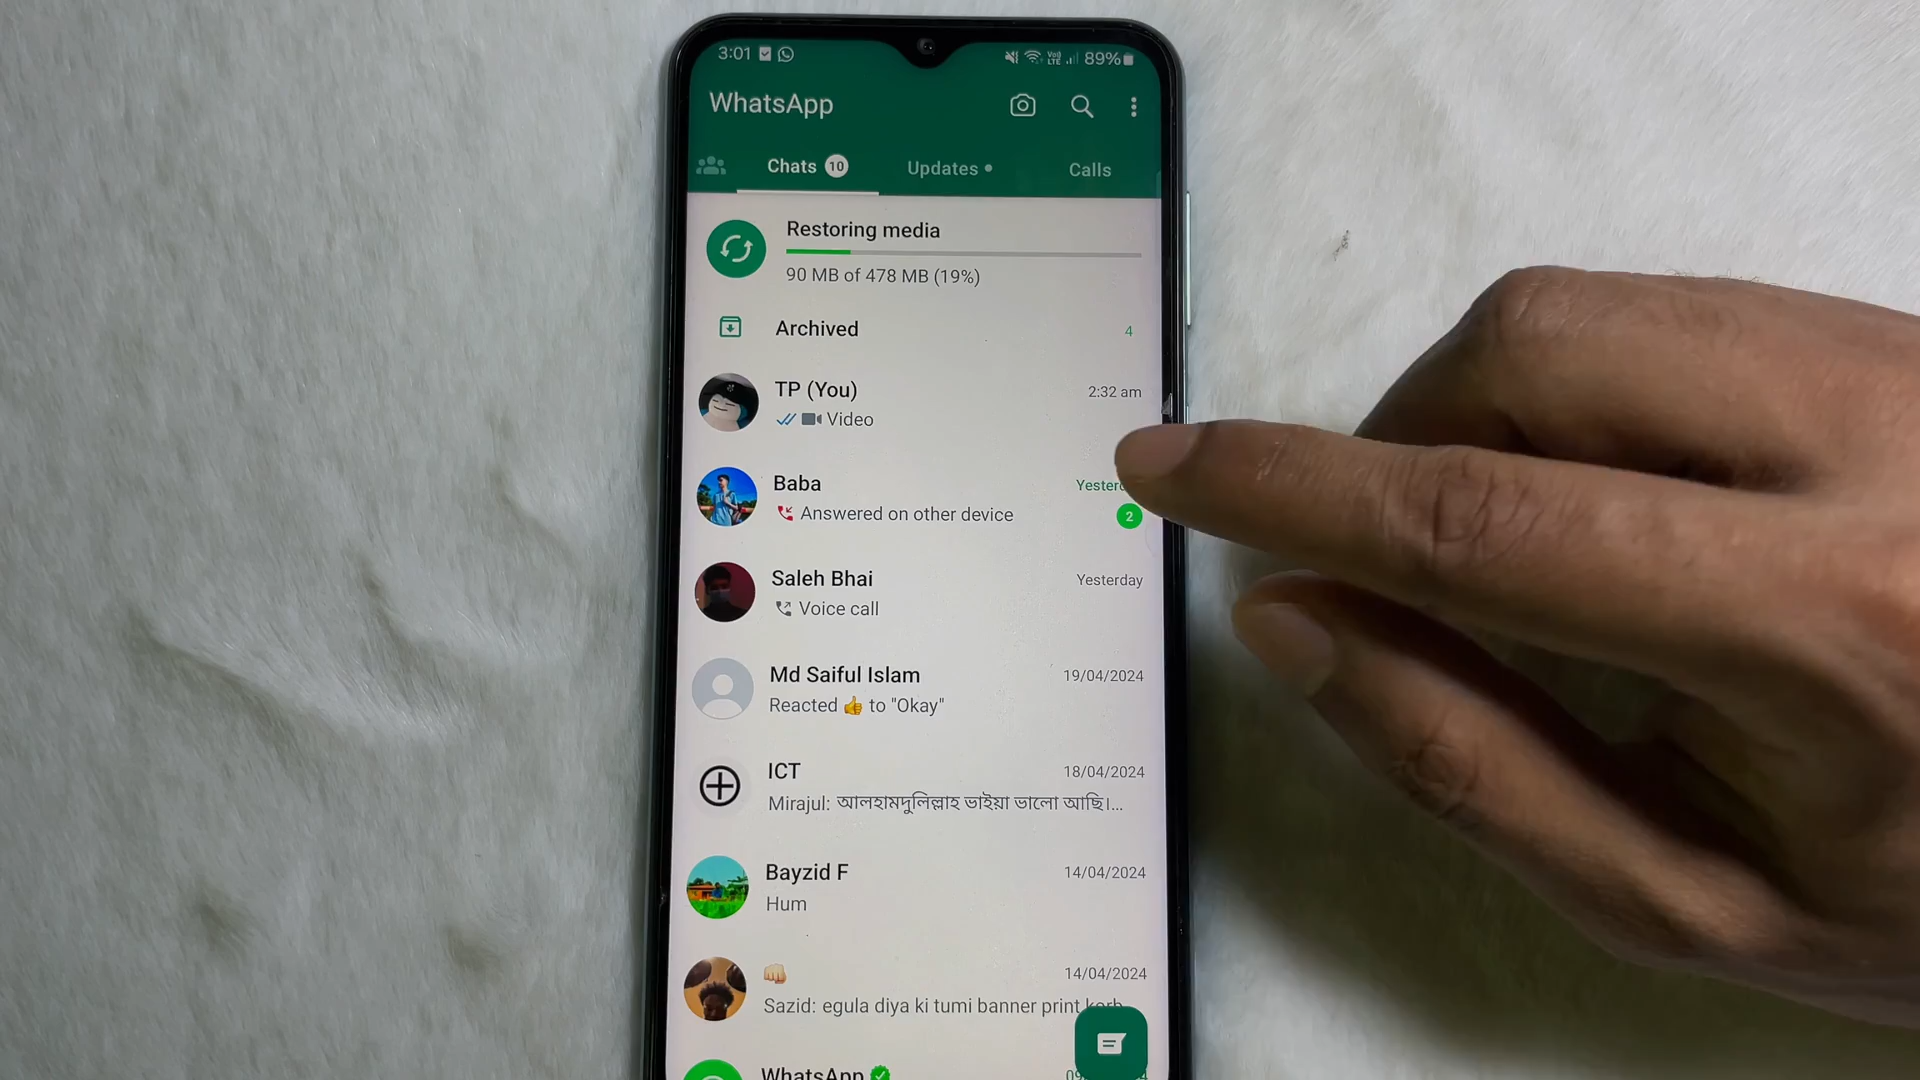 3:01
Voo LTE 89%
WhatsApp
Chats 10 Updates Calls
Restoring media
90 MB of 478 MB (19%)
Archived 4
TP (You) 2:32 am
Video
Baba
Answered on other device 2
Saleh Bhai Yesterday
Voice call
Md Saiful Islam 19/04/2024
Reacted 👍 to "Okay"
ICT 18/04/2024
Mirajul: আলহামদুলিল্লাহ ভাইয়া ভালো আছি।...
Bayzid F 14/04/2024
Hum
👊 14/04/2024
Sazid: egula diya ki tumi banner print korb
WhatsApp